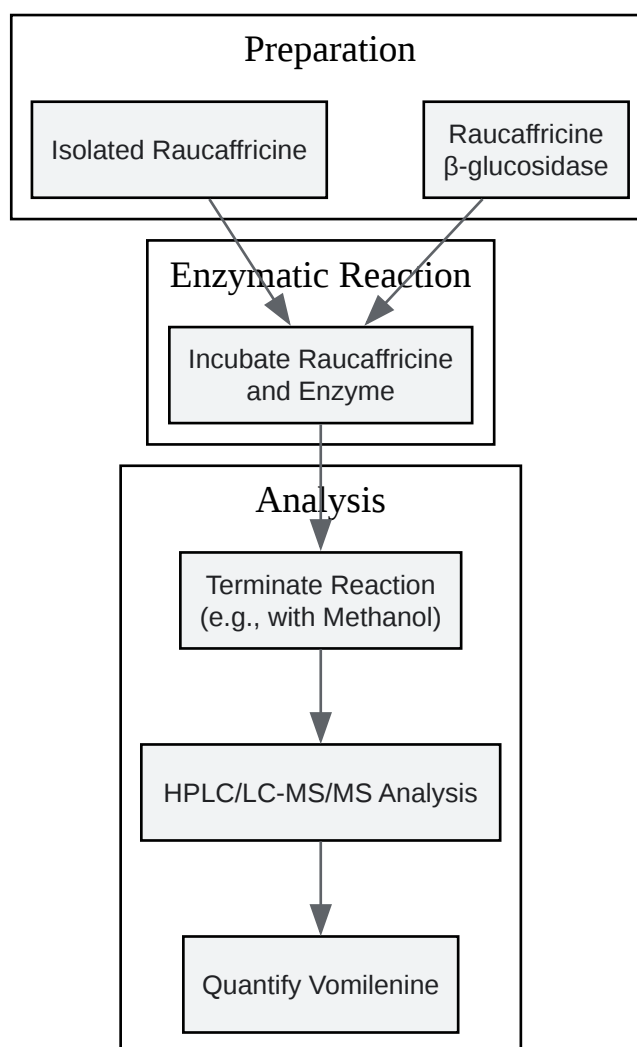 Preparation
Isolated Raucaffricine
Raucaffricine
β-glucosidase
Enzymatic Reaction
Incubate Raucaffricine
and Enzyme
Analysis
Terminate Reaction
(e.g., with Methanol)
HPLC/LC-MS/MS Analysis
Quantify Vomilenine